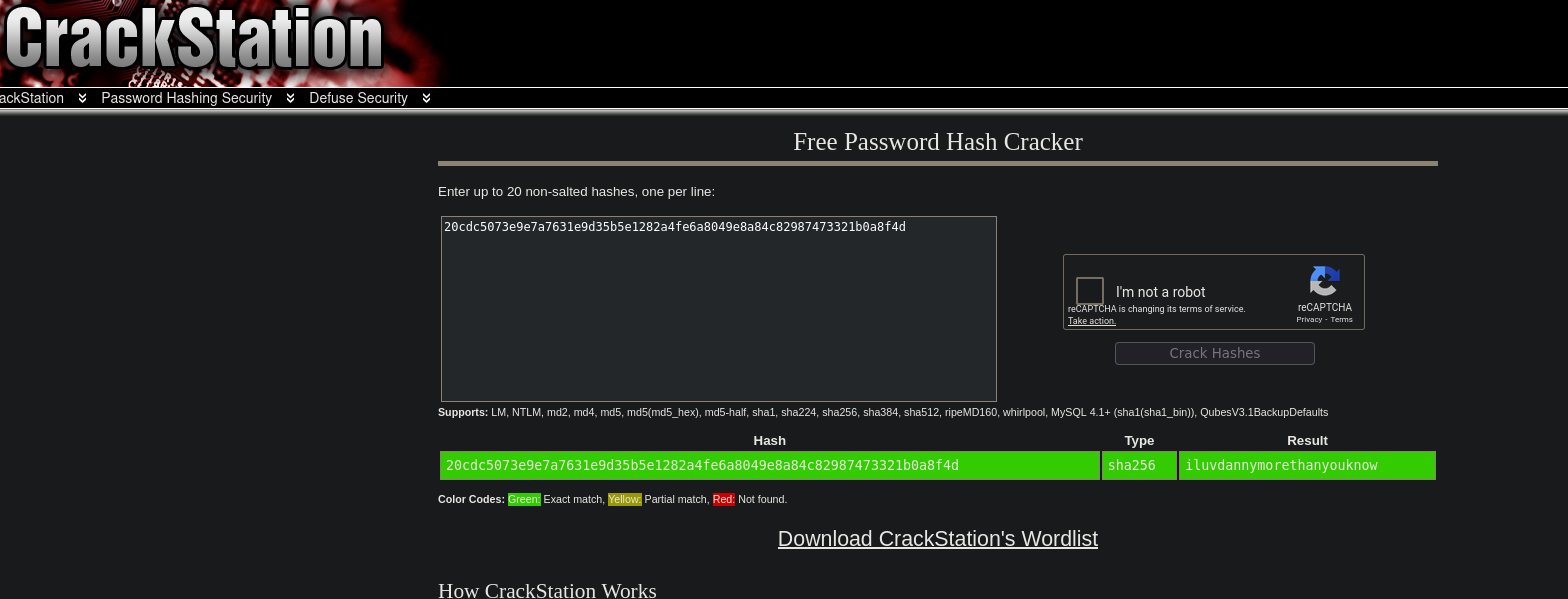 CrackStation
ackStation Password Hashing Security Defuse Security
Free Password Hash Cracker
Enter up to 20 non-salted hashes, one per line:
20cdc5073e9e7a7631e9d35b5e1282a4fe6a8049e8a84c82987473321b0a8f4d
I'm not a robot
reCAPTCHA is changing its terms of service.
Take action.
reCAPTCHA
Privacy - Terms
Crack Hashes
Supports: LM, NTLM, md2, md4, md5, md5(md5_hex), md5-half, sha1, sha224, sha256, sha384, sha512, ripeMD160, whirlpool, MySQL 4.1+ (sha1(sha1_bin)), QubesV3.1BackupDefaults
Hash Type Result
20cdc5073e9e7a7631e9d35b5e1282a4fe6a8049e8a84c82987473321b0a8f4d sha256 iluvdannymorethanyouknow
Color Codes: Green: Exact match, Yellow: Partial match, Red: Not found.
Download CrackStation's Wordlist
How CrackStation Works